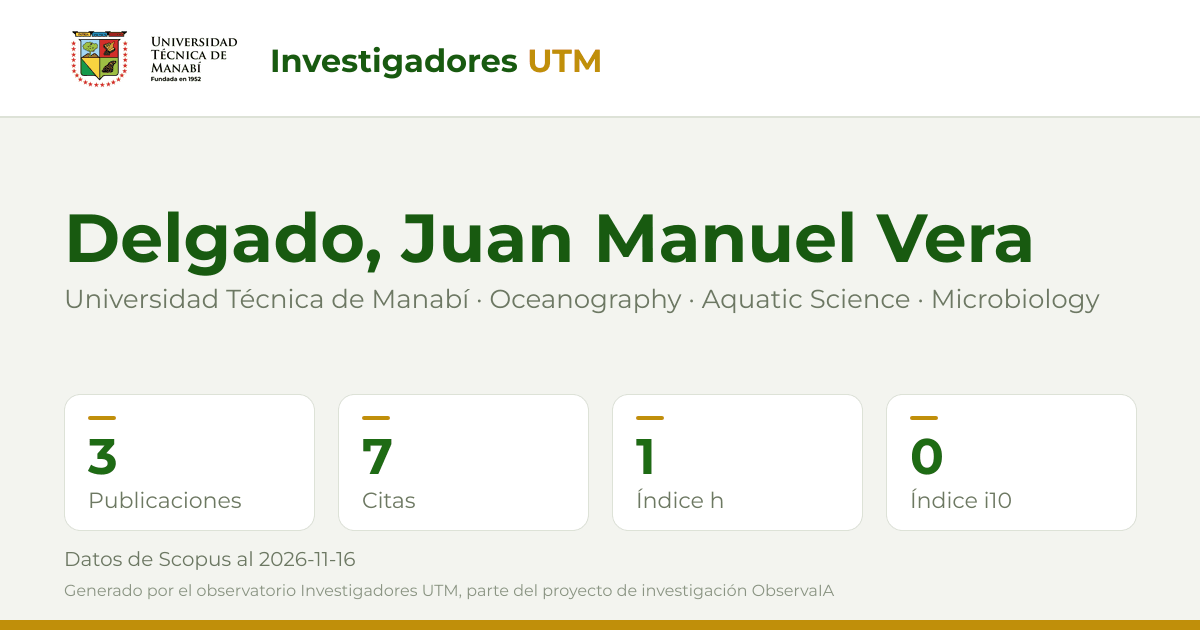 UNIVERSIDAD
TÉCNICA DE
MANABÍ
Fundada en 1952
Investigadores UTM
Delgado, Juan Manuel Vera
Universidad Técnica de Manabí · Oceanography · Aquatic Science · Microbiology
3
Publicaciones
7
Citas
1
Índice h
0
Índice i10
Datos de Scopus al 2026-11-16
Generado por el observatorio Investigadores UTM, parte del proyecto de investigación ObservaIA